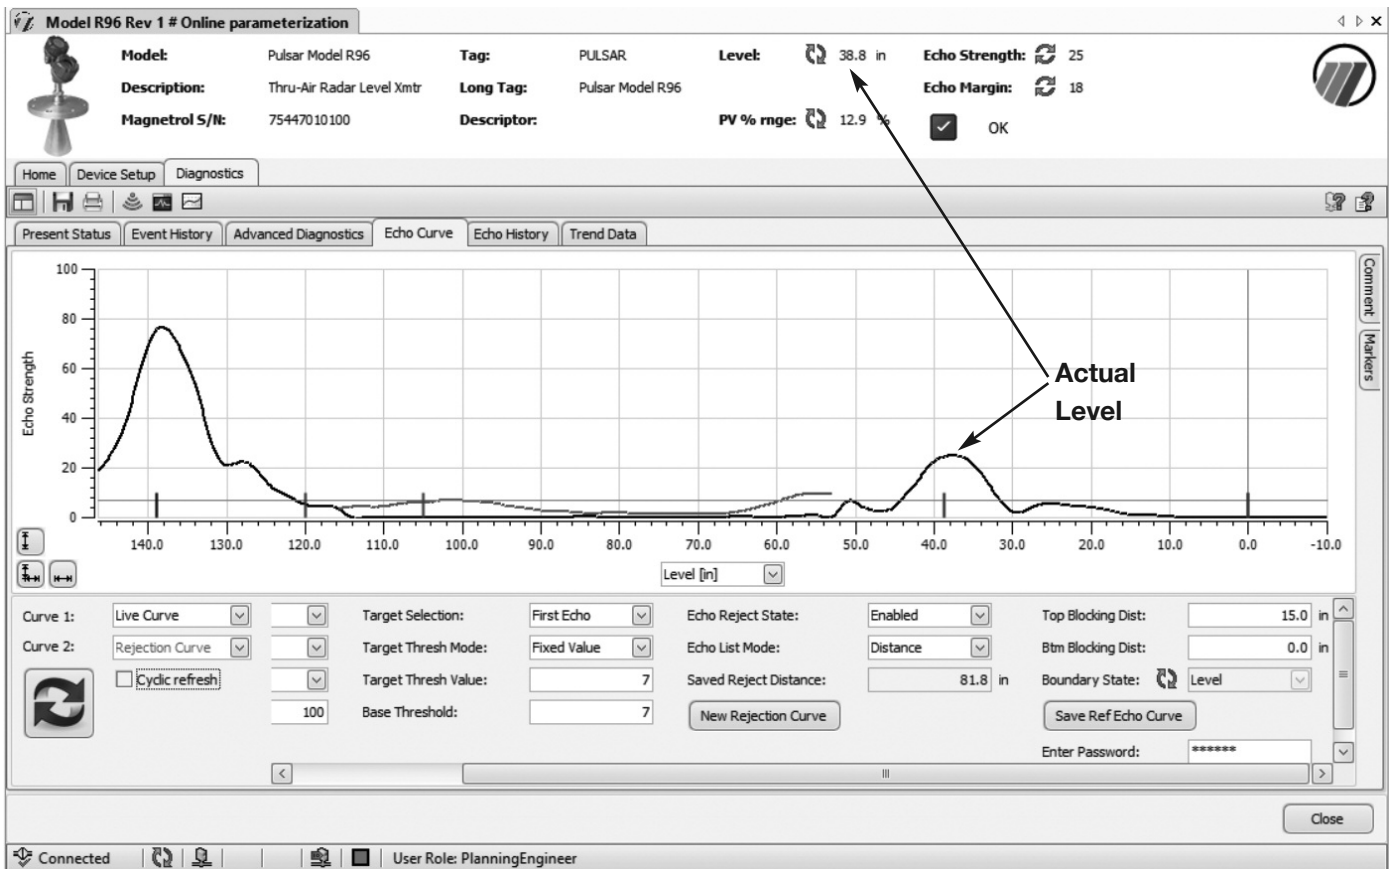 Model R96 Rev 1 # Online parameterization
Model: Pulsar Model R96 Tag: PULSAR Level: 38.8 in Echo Strength: 25
Description: Thru-Air Radar Level Xmtr Long Tag: Pulsar Model R96 Echo Margin: 18
Magnetrol S/N: 75447010100 Descriptor: PV % rnge: 12.9 % OK
Home Device Setup Diagnostics
Present Status Event History Advanced Diagnostics Echo Curve Echo History Trend Data
Comment
Markers
Echo Strength
100
80
60
40
20
0
Actual
Level
140.0 130.0 120.0 110.0 100.0 90.0 80.0 70.0 60.0 50.0 40.0 30.0 20.0 10.0 0.0 -10.0
Level [in]
Curve 1: Live Curve Target Selection: First Echo Echo Reject State: Enabled Top Blocking Dist: 15.0 in
Curve 2: Rejection Curve Target Thresh Mode: Fixed Value Echo List Mode: Distance Btm Blocking Dist: 0.0 in
Cyclic refresh Target Thresh Value: 7 Saved Reject Distance: 81.8 in Boundary State: Level
100 Base Threshold: 7 New Rejection Curve Save Ref Echo Curve
Enter Password: ******
Close
Connected User Role: PlanningEngineer